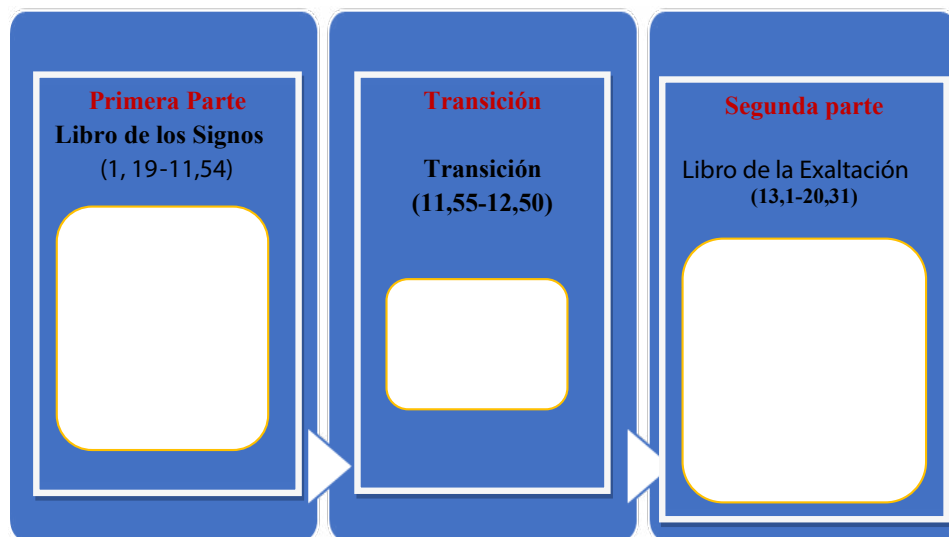 Primera Parte
Libro de los Signos
(1, 19-11,54)
Transición
Transición
(11,55-12,50)
Segunda parte
Libro de la Exaltación
(13,1-20,31)